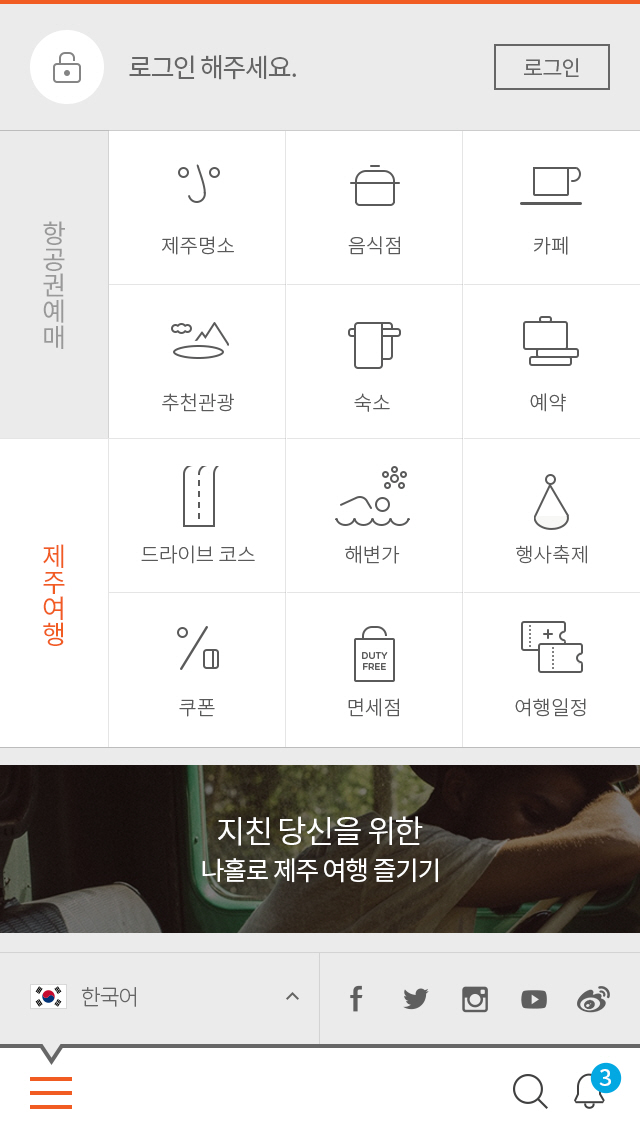 로그인 해주세요.
로그인
항공권예매
제주명소
음식점
카페
추천관광
숙소
예약
제주여행
드라이브 코스
해변가
행사축제
쿠폰
DUTY
FREE
면세점
여행일정
지친 당신을 위한
나홀로 제주 여행 즐기기
한국어
3